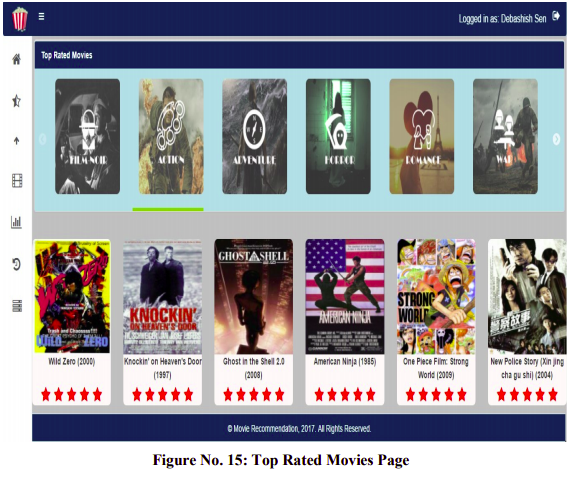 Logged in as: Debashish Sen
Top Rated Movies
FILM-NOIR
ACTION
ADVENTURE
HORROR
ROMANCE
WAR
WILD ZERO
KNOCKIN'
ON HEAVEN'S DOOR
GHOST IN THE SHELL
AMERICAN NINJA
STRONG
WORLD
Wild Zero (2000)
Knockin' on Heaven's Door
(1997)
Ghost in the Shell 2.0
(2008)
American Ninja (1985)
One Piece Film: Strong
World (2009)
New Police Story (Xin jing
cha gu shi) (2004)
© Movie Recommendation, 2017. All Rights Reserved.
Figure No. 15: Top Rated Movies Page